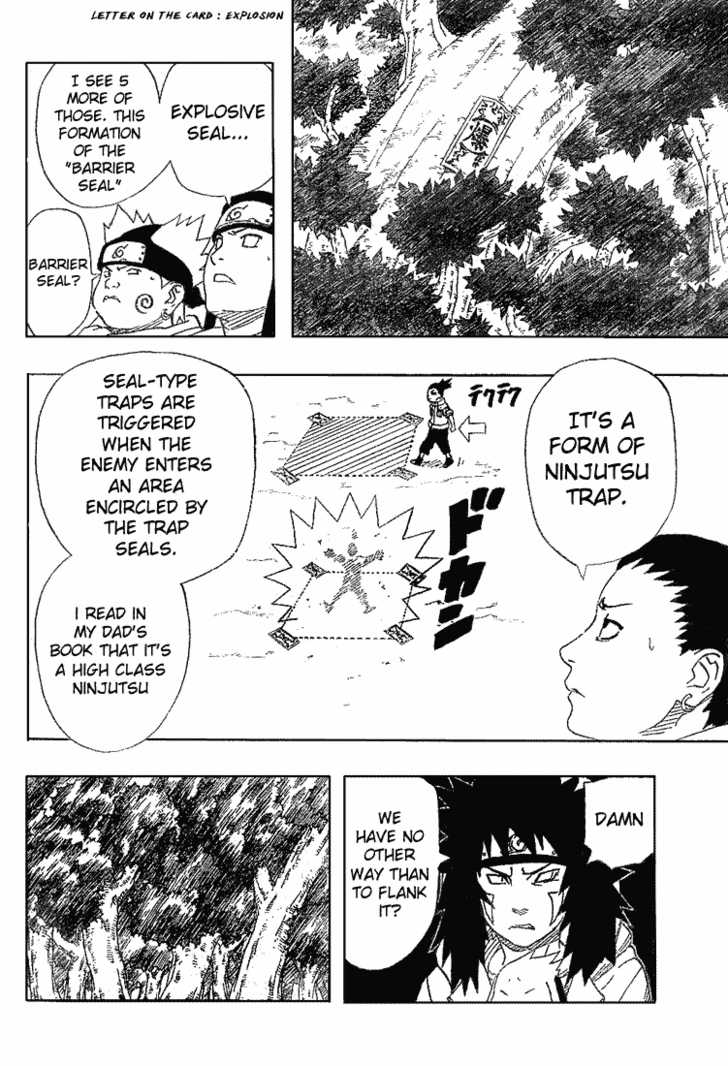 LETTER ON THE CARD : EXPLOSION
爆
EXPLOSIVE
SEAL...
I SEE 5
MORE OF
THOSE. THIS
FORMATION
OF THE
"BARRIER
SEAL"
BARRIER
SEAL?
IT'S A
FORM OF
NINJUTSU
TRAP.
テクテク
ドカン
SEAL-TYPE
TRAPS ARE
TRIGGERED
WHEN THE
ENEMY ENTERS
AN AREA
ENCIRCLED BY
THE TRAP
SEALS.
I READ IN
MY DAD'S
BOOK THAT IT'S
A HIGH CLASS
NINJUTSU
DAMN
WE
HAVE NO
OTHER
WAY THAN
TO FLANK
IT?